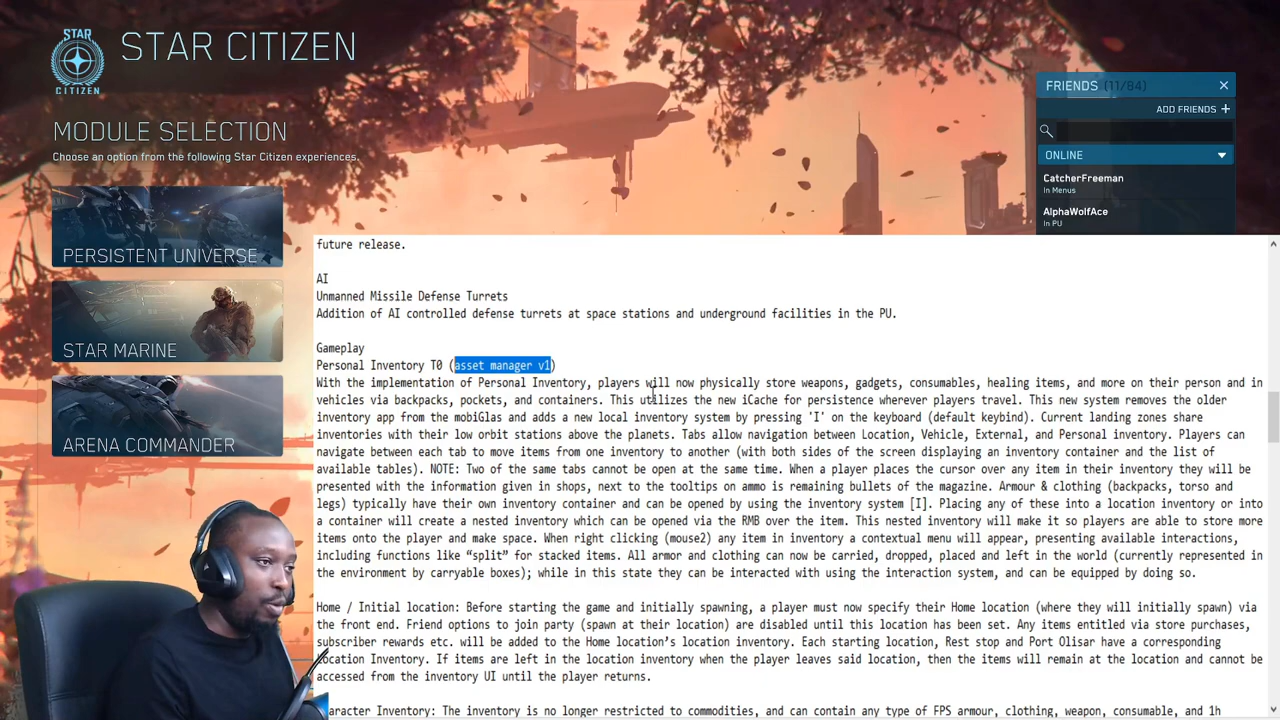 STAR
CITIZEN
STAR CITIZEN
MODULE SELECTION
Choose an option from the following Star Citizen experiences.
PERSISTENT UNIVERSE
STAR MARINE
ARENA COMMANDER
FRIENDS (11/84)
ADD FRIENDS +
ONLINE
CatcherFreeman
In Menus
AlphaWolfAce
In PU
future release.
AI
Unmanned Missile Defense Turrets
Addition of AI controlled defense turrets at space stations and underground facilities in the PU.
Gameplay
Personal Inventory T0 (asset manager v1)
With the implementation of Personal Inventory, players will now physically store weapons, gadgets, consumables, healing items, and more on their person and in
vehicles via backpacks, pockets, and containers. This utilizes the new iCache for persistence wherever players travel. This new system removes the older
inventory app from the mobiGlas and adds a new local inventory system by pressing 'I' on the keyboard (default keybind). Current landing zones share
inventories with their low orbit stations above the planets. Tabs allow navigation between Location, Vehicle, External, and Personal inventory. Players can
navigate between each tab to move items from one inventory to another (with both sides of the screen displaying an inventory container and the list of
available tables). NOTE: Two of the same tabs cannot be open at the same time. When a player places the cursor over any item in their inventory they will be
presented with the information given in shops, next to the tooltips on ammo is remaining bullets of the magazine. Armour & clothing (backpacks, torso and
legs) typically have their own inventory container and can be opened by using the inventory system [I]. Placing any of these into a location inventory or into
a container will create a nested inventory which can be opened via the RMB over the item. This nested inventory will make it so players are able to store more
items onto the player and make space. When right clicking (mouse2) any item in inventory a contextual menu will appear, presenting available interactions,
including functions like “split” for stacked items. All armor and clothing can now be carried, dropped, placed and left in the world (currently represented in
the environment by carryable boxes); while in this state they can be interacted with using the interaction system, and can be equipped by doing so.
Home / Initial location: Before starting the game and initially spawning, a player must now specify their Home location (where they will initially spawn) via
the front end. Friend options to join party (spawn at their location) are disabled until this location has been set. Any items entitled via store purchases,
subscriber rewards etc. will be added to the Home location’s location inventory. Each starting location, Rest stop and Port Olisar have a corresponding
location Inventory. If items are left in the location inventory when the player leaves said location, then the items will remain at the location and cannot be
accessed from the inventory UI until the player returns.
aracter Inventory: The inventory is no longer restricted to commodities, and can contain any type of FPS armour, clothing, weapon, consumable, and 1h